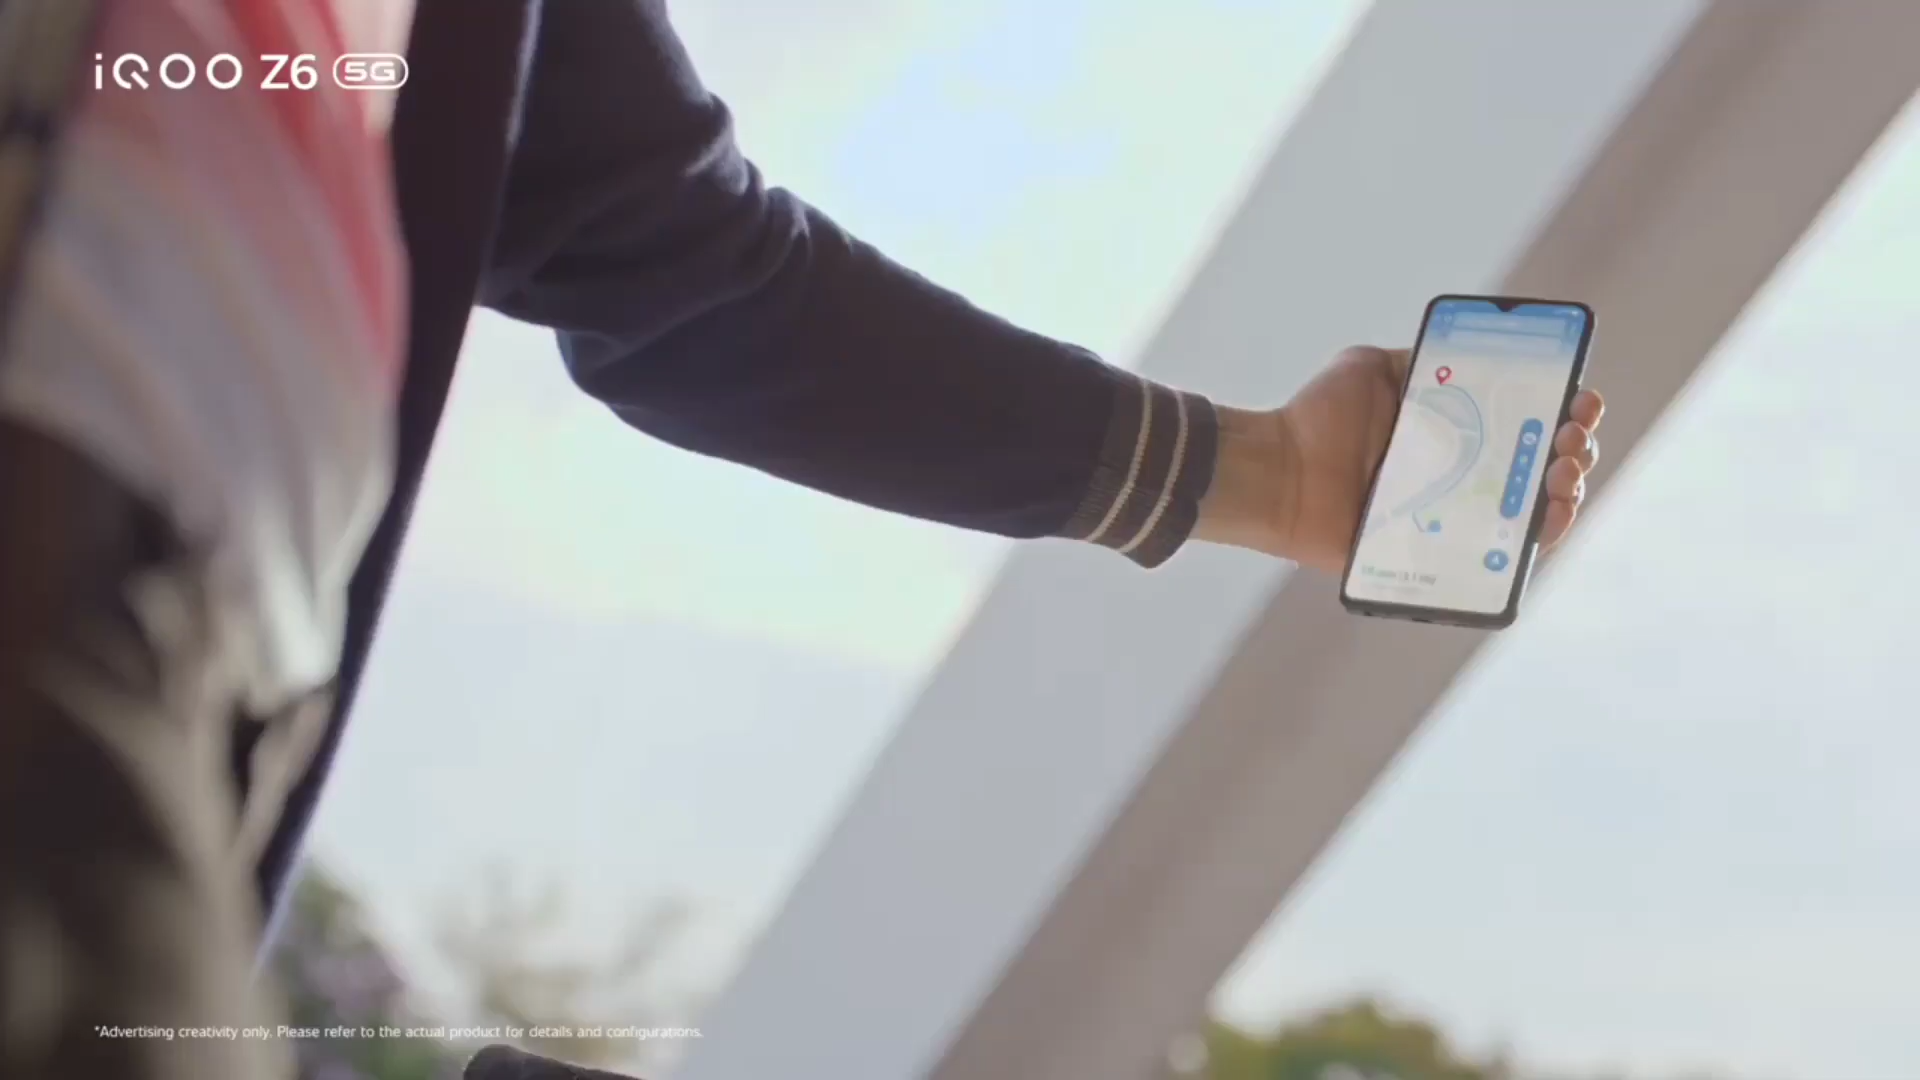 iQOO Z6 5G
*Advertising creativity only. Please refer to the actual product for details and configurations.